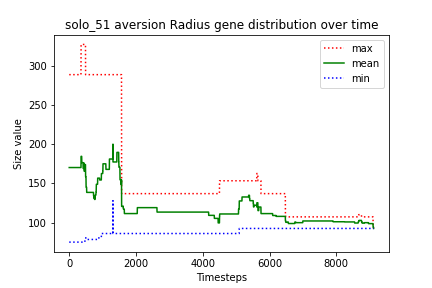 solo_51 aversion Radius gene distribution over time
max
mean
min
Size value
300
250
200
150
100
0
2000
4000
6000
8000
Timesteps